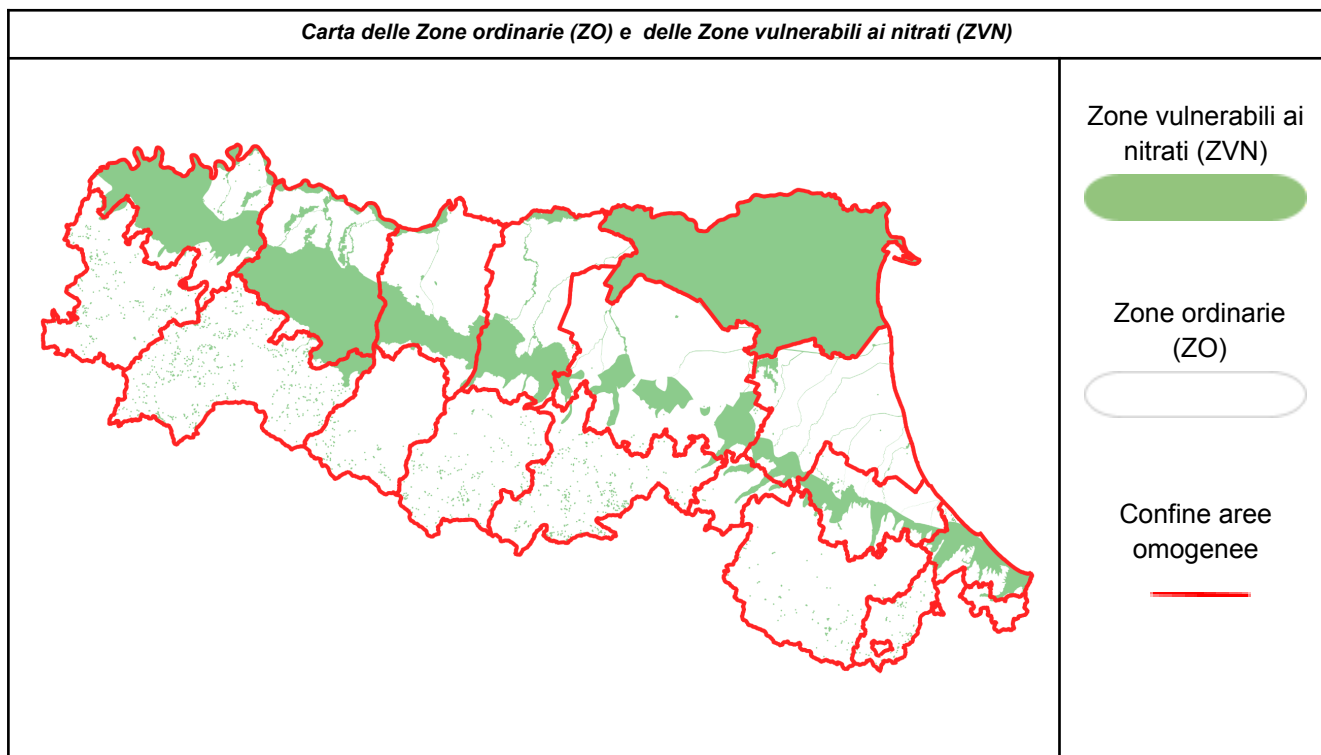 Carta delle Zone ordinarie (ZO) e delle Zone vulnerabili ai nitrati (ZVN)
Zone vulnerabili ai
nitrati (ZVN)
Zone ordinarie
(ZO)
Confine aree
omogenee